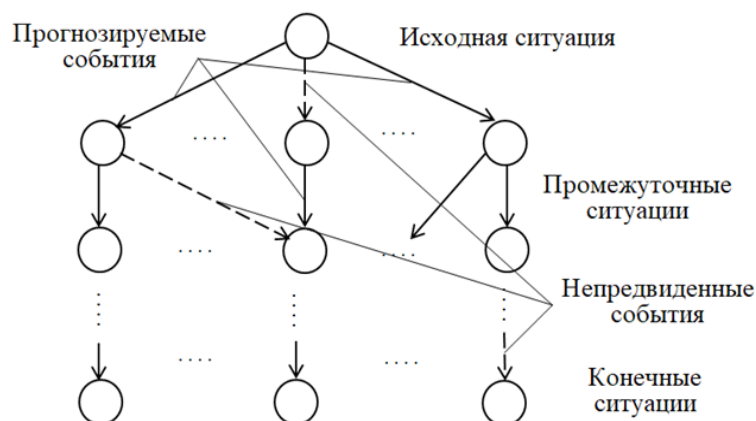 Прогнозируемые
события
Исходная ситуация
Промежуточные
ситуации
Непредвиденные
события
Конечные
ситуации